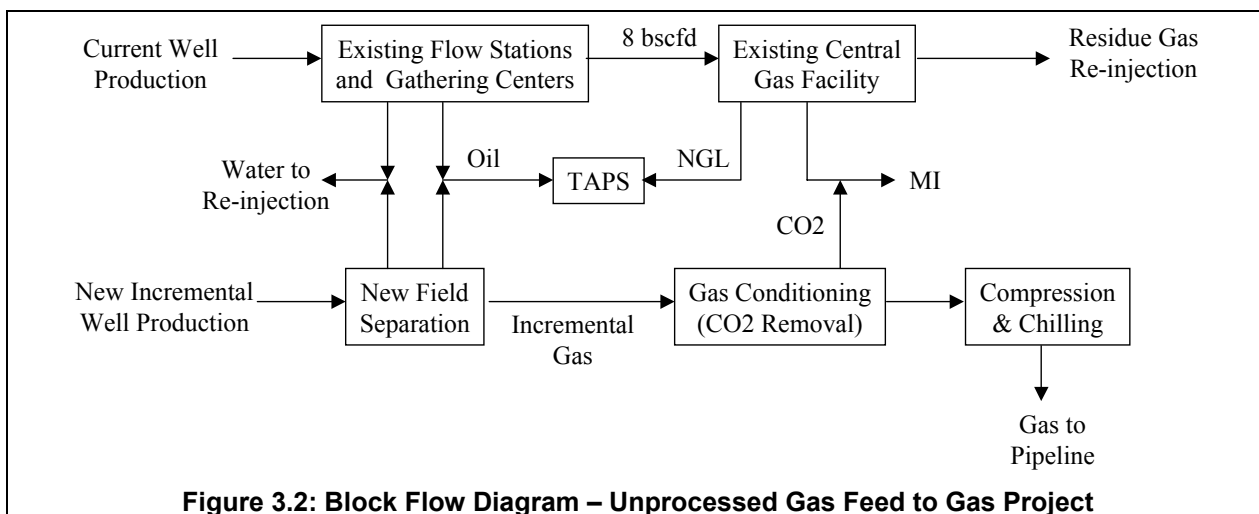 Current Well
Production
Existing Flow Stations
and Gathering Centers
8 bscfd
Existing Central
Gas Facility
Residue Gas
Re-injection
Water to
Re-injection
Oil
TAPS
NGL
MI
CO2
New Incremental
Well Production
New Field
Separation
Incremental
Gas
Gas Conditioning
(CO2 Removal)
Compression
& Chilling
Gas to
Pipeline
Figure 3.2: Block Flow Diagram – Unprocessed Gas Feed to Gas Project